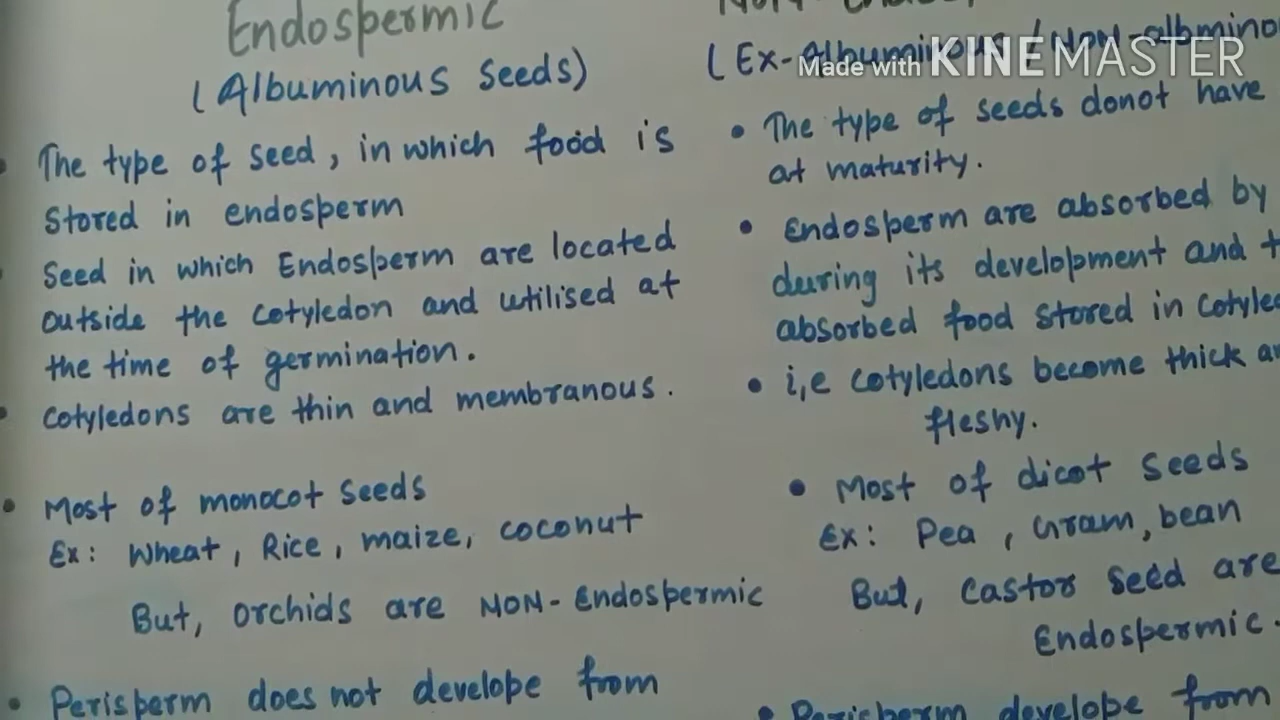 Endospermic
(Albuminous Seeds)
The type of seed, in which food is
stored in endosperm
Seed in which Endosperm are located
outside the cotyledon and utilised at
the time of germination.
Cotyledons are thin and membranous.
Most of monocot seeds
Ex: Wheat, Rice, maize, coconut
But, orchids are NON-Endospermic
Perisperm does not develope from
(Ex-Albuminous / Non-albmino
Made with KINEMASTER
The type of seeds donot have
at maturity.
Endosperm are absorbed by
during its development and
absorbed food stored in cotyled
i,e cotyledons become thick
fleshy.
Most of dicot seeds
Ex: Pea, Gram, bean
But, castor seed are
Endospermic.
Perisperm develope from